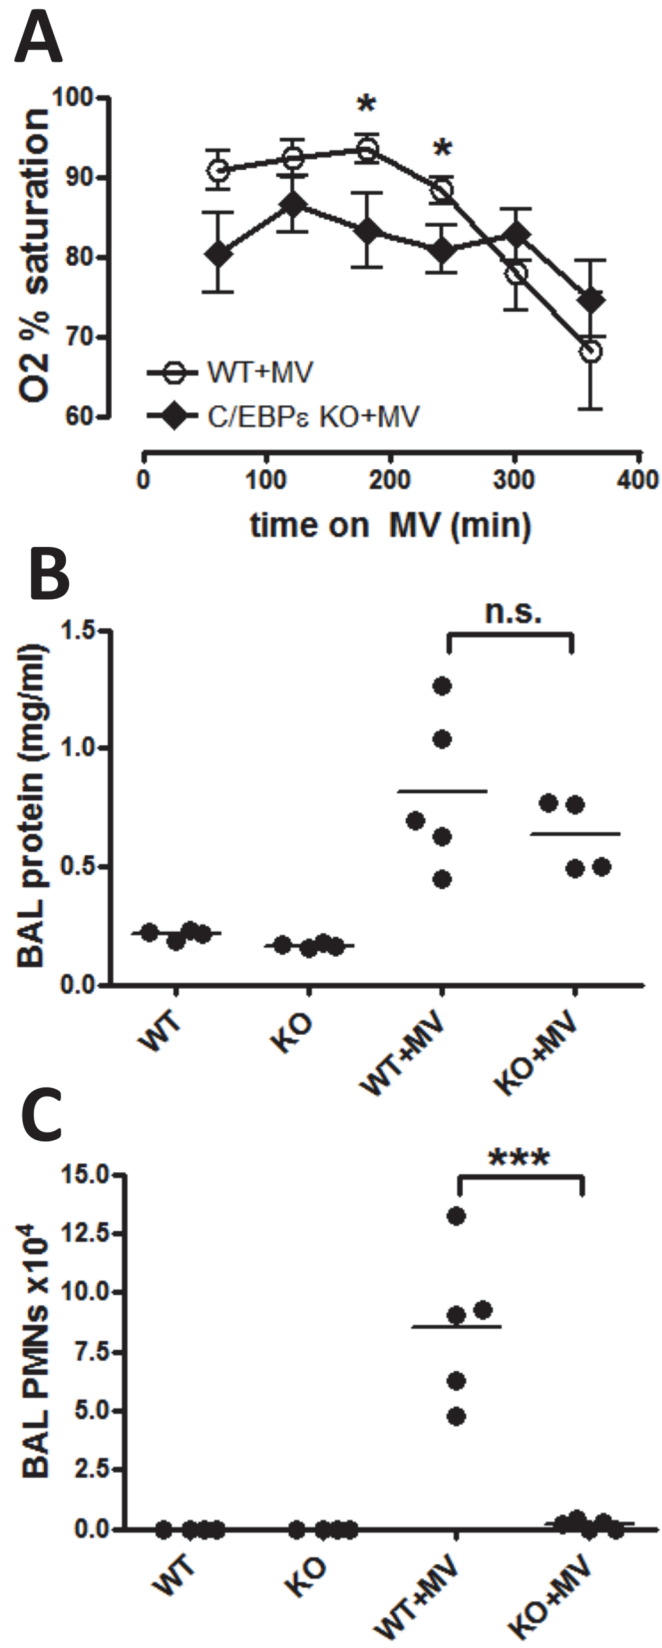 A
O2 % saturation
100
90
80
70
60
*
*
WT+MV
C/EBPε KO+MV
0 100 200 300 400
time on MV (min)
B
BAL protein (mg/ml)
1.5
1.0
0.5
0.0
n.s.
WT KO WT+MV KO+MV
C
BAL PMNs x10⁴
15.0
12.5
10.0
7.5
5.0
2.5
0.0
***
WT KO WT+MV KO+MV